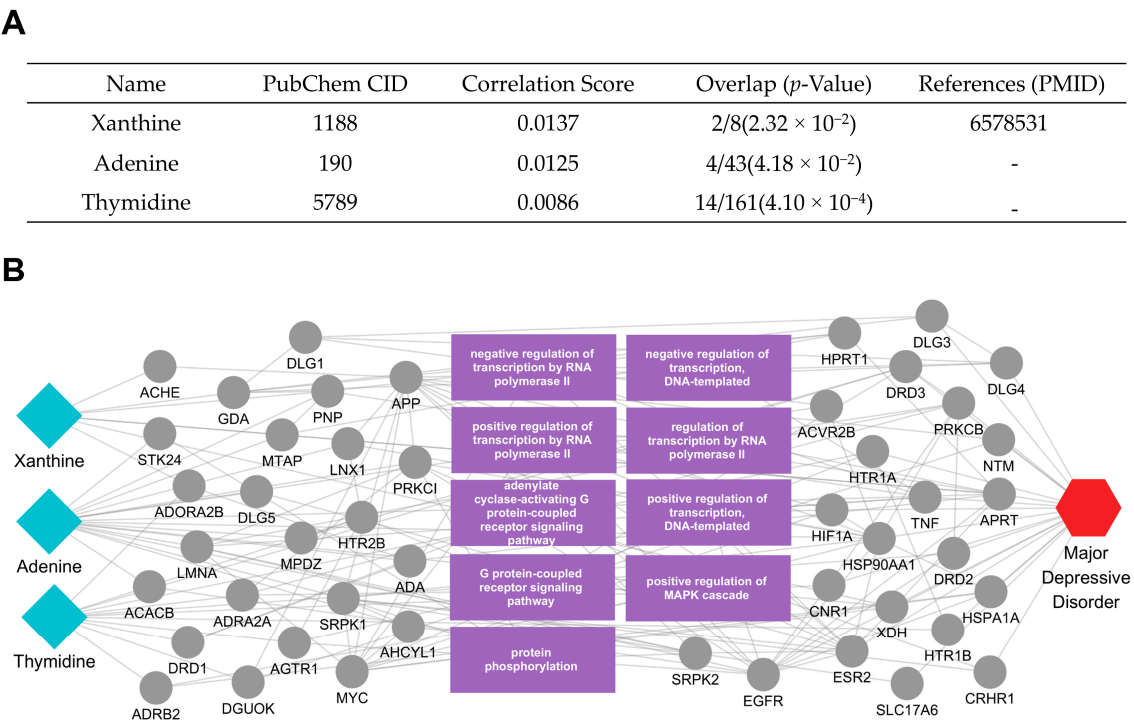 A
Name PubChem CID Correlation Score Overlap (p-Value) References (PMID)
Xanthine 1188 0.0137 2/8(2.32 × 10⁻²) 6578531
Adenine 190 0.0125 4/43(4.18 × 10⁻²) -
Thymidine 5789 0.0086 14/161(4.10 × 10⁻⁴) -
B
Xanthine
Adenine
Thymidine
DLG1
ACHE
GDA
PNP
APP
STK24
MTAP
LNX1
PRKCI
ADORA2B
DLG5
HTR2B
LMNA
MPDZ
ADA
ACACB
ADRA2A
SRPK1
AHCYL1
DRD1
AGTR1
MYC
ADRB2
DGUOK
negative regulation of
transcription by RNA
polymerase II
negative regulation of
transcription,
DNA-templated
positive regulation of
transcription by RNA
polymerase II
regulation of
transcription by RNA
polymerase II
adenylate
cyclase-activating G
protein-coupled
receptor signaling
pathway
positive regulation of
transcription,
DNA-templated
G protein-coupled
receptor signaling
pathway
positive regulation of
MAPK cascade
protein
phosphorylation
HPRT1
DLG3
DRD3
DLG4
ACVR2B
PRKCB
NTM
HTR1A
TNF
APRT
HIF1A
HSP90AA1
DRD2
CNR1
XDH
HSPA1A
HTR1B
SRPK2
EGFR
ESR2
SLC17A6
CRHR1
Major
Depressive
Disorder